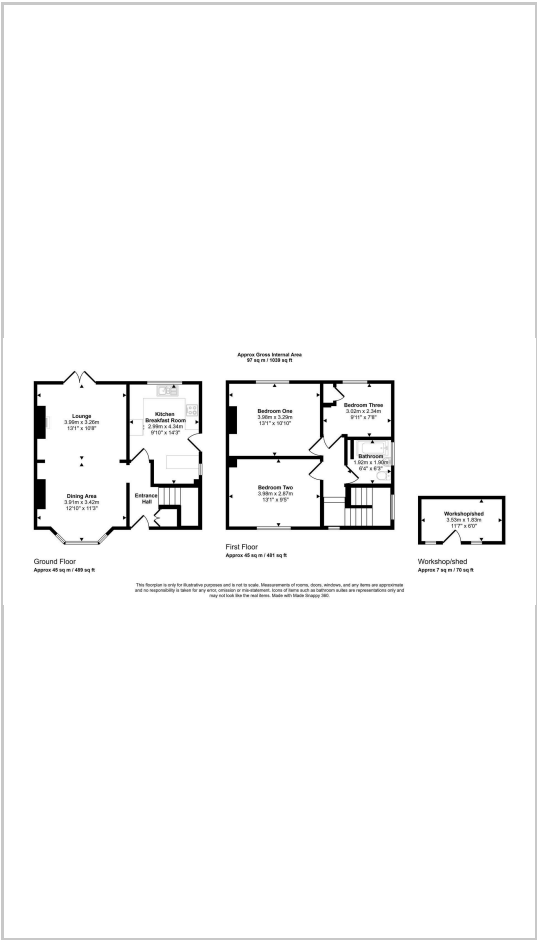 Approx Gross Internal Area
97 sq m / 1039 sq ft
Lounge
3.99m x 3.26m
13'1" x 10'8"
Kitchen
Breakfast Room
2.99m x 4.34m
9'10" x 14'3"
Dining Area
3.91m x 3.42m
12'10" x 11'3"
Entrance
Hall
Ground Floor
Approx 45 sq m / 489 sq ft
Bedroom One
3.98m x 3.29m
13'1" x 10'10"
Bedroom Three
3.02m x 2.34m
9'11" x 7'8"
Bathroom
1.92m x 1.90m
6'4" x 6'3"
Bedroom Two
3.98m x 2.87m
13'1" x 9'5"
First Floor
Approx 45 sq m / 481 sq ft
Workshop/shed
3.53m x 1.83m
11'7" x 6'0"
Workshop/shed
Approx 7 sq m / 70 sq ft
This floorplan is only for illustrative purposes and is not to scale. Measurements of rooms, doors, windows, and any items are approximate
and no responsibility is taken for any error, omission or mis-statement. Icons of items such as bathroom suites are representations only and
may not look like the real items. Made with Made Snappy 360.